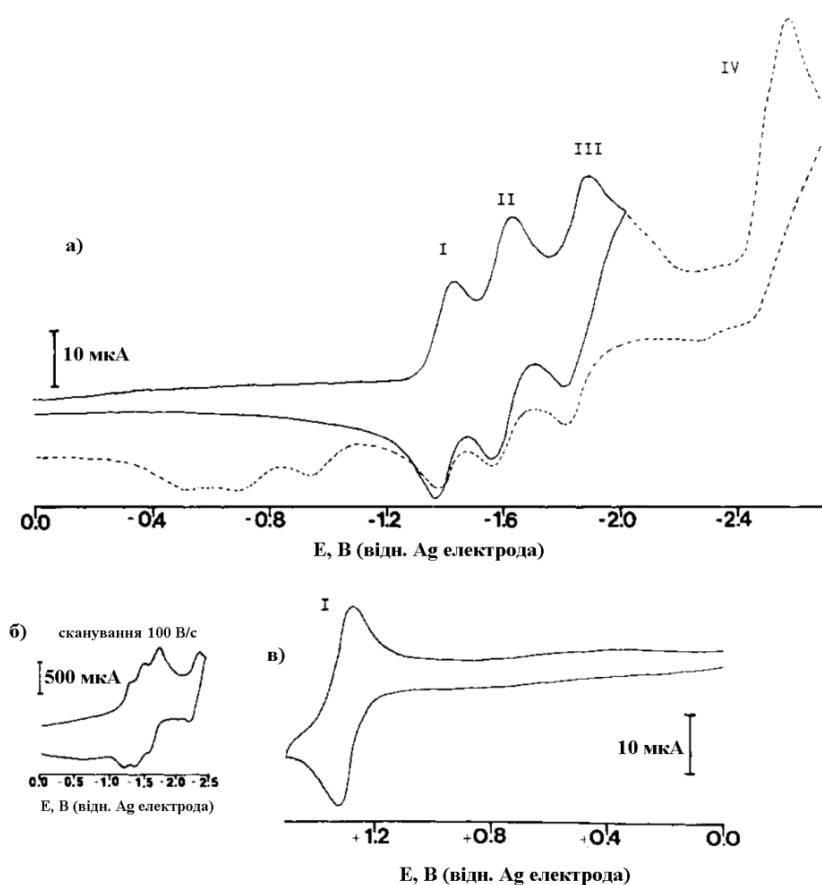 IV
III
II
I
а)
10 мкА
0.0 -0.4 -0.8 -1.2 -1.6 -2.0 -2.4
Е, В (відн. Ag електрода)
б)
сканування 100 В/с
500 мкА
0.0 -0.5 -1.0 -1.5 -2.0 -2.5
Е, В (відн. Ag електрода)
в)
I
10 мкА
+1.2 +0.8 +0.4 0.0
Е, В (відн. Ag електрода)